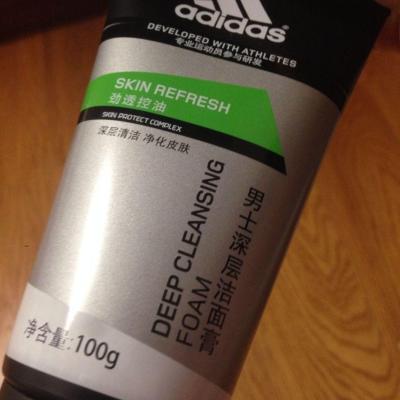 adidas
DEVELOPED WITH ATHLETES
专业运动员参与研发
SKIN REFRESH
劲透控油
SKIN PROTECT COMPLEX
深层清洁 净化皮肤
DEEP CLEANSING
FOAM
男士深层洁面膏
净含量: 100g